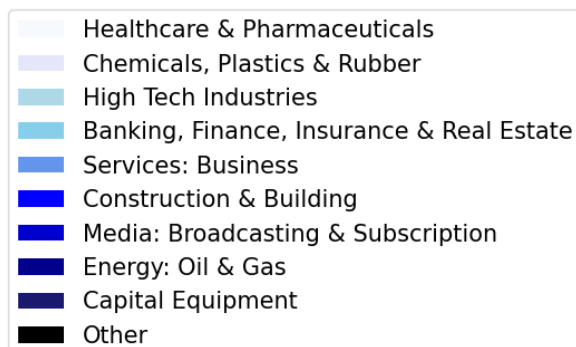 Healthcare & Pharmaceuticals
Chemicals, Plastics & Rubber
High Tech Industries
Banking, Finance, Insurance & Real Estate
Services: Business
Construction & Building
Media: Broadcasting & Subscription
Energy: Oil & Gas
Capital Equipment
Other